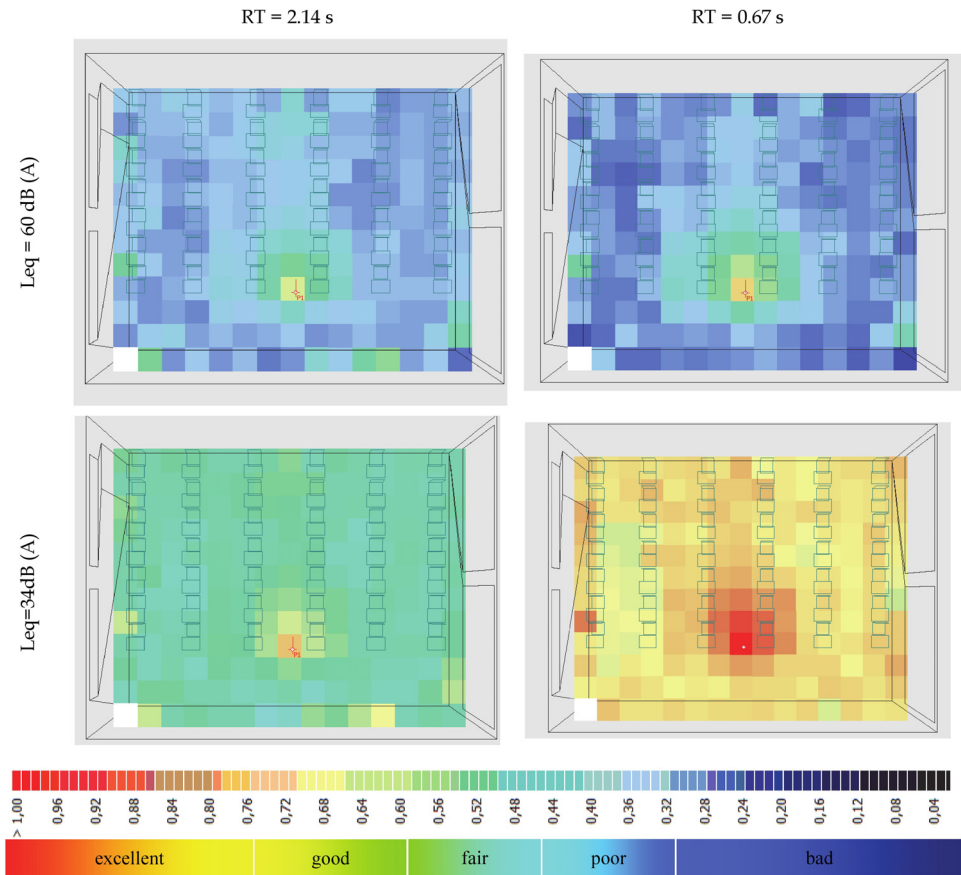 RT = 2.14 s
RT = 0.67 s
Leq = 60 dB (A)
P1
P1
Leq=34dB (A)
P1
> 1,00
0,96
0,92
0,88
0,84
0,80
0,76
0,72
0,68
0,64
0,60
0,56
0,52
0,48
0,44
0,40
0,36
0,32
0,28
0,24
0,20
0,16
0,12
0,08
0,04
excellent
good
fair
poor
bad